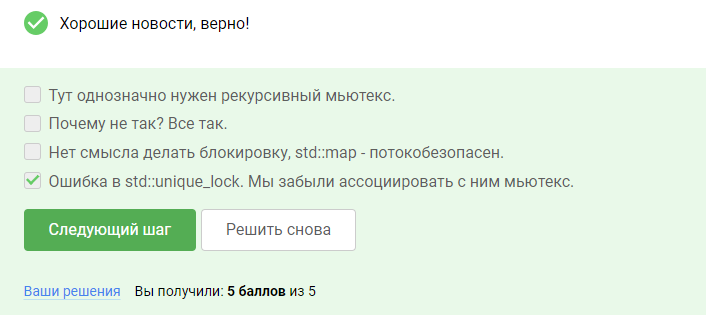 Хорошие новости, верно!
Тут однозначно нужен рекурсивный мьютекс.
Почему не так? Все так.
Нет смысла делать блокировку, std::map - потокобезопасен.
Ошибка в std::unique_lock. Мы забыли ассоциировать с ним мьютекс.
Следующий шаг Решить снова
Ваши решения Вы получили: 5 баллов из 5